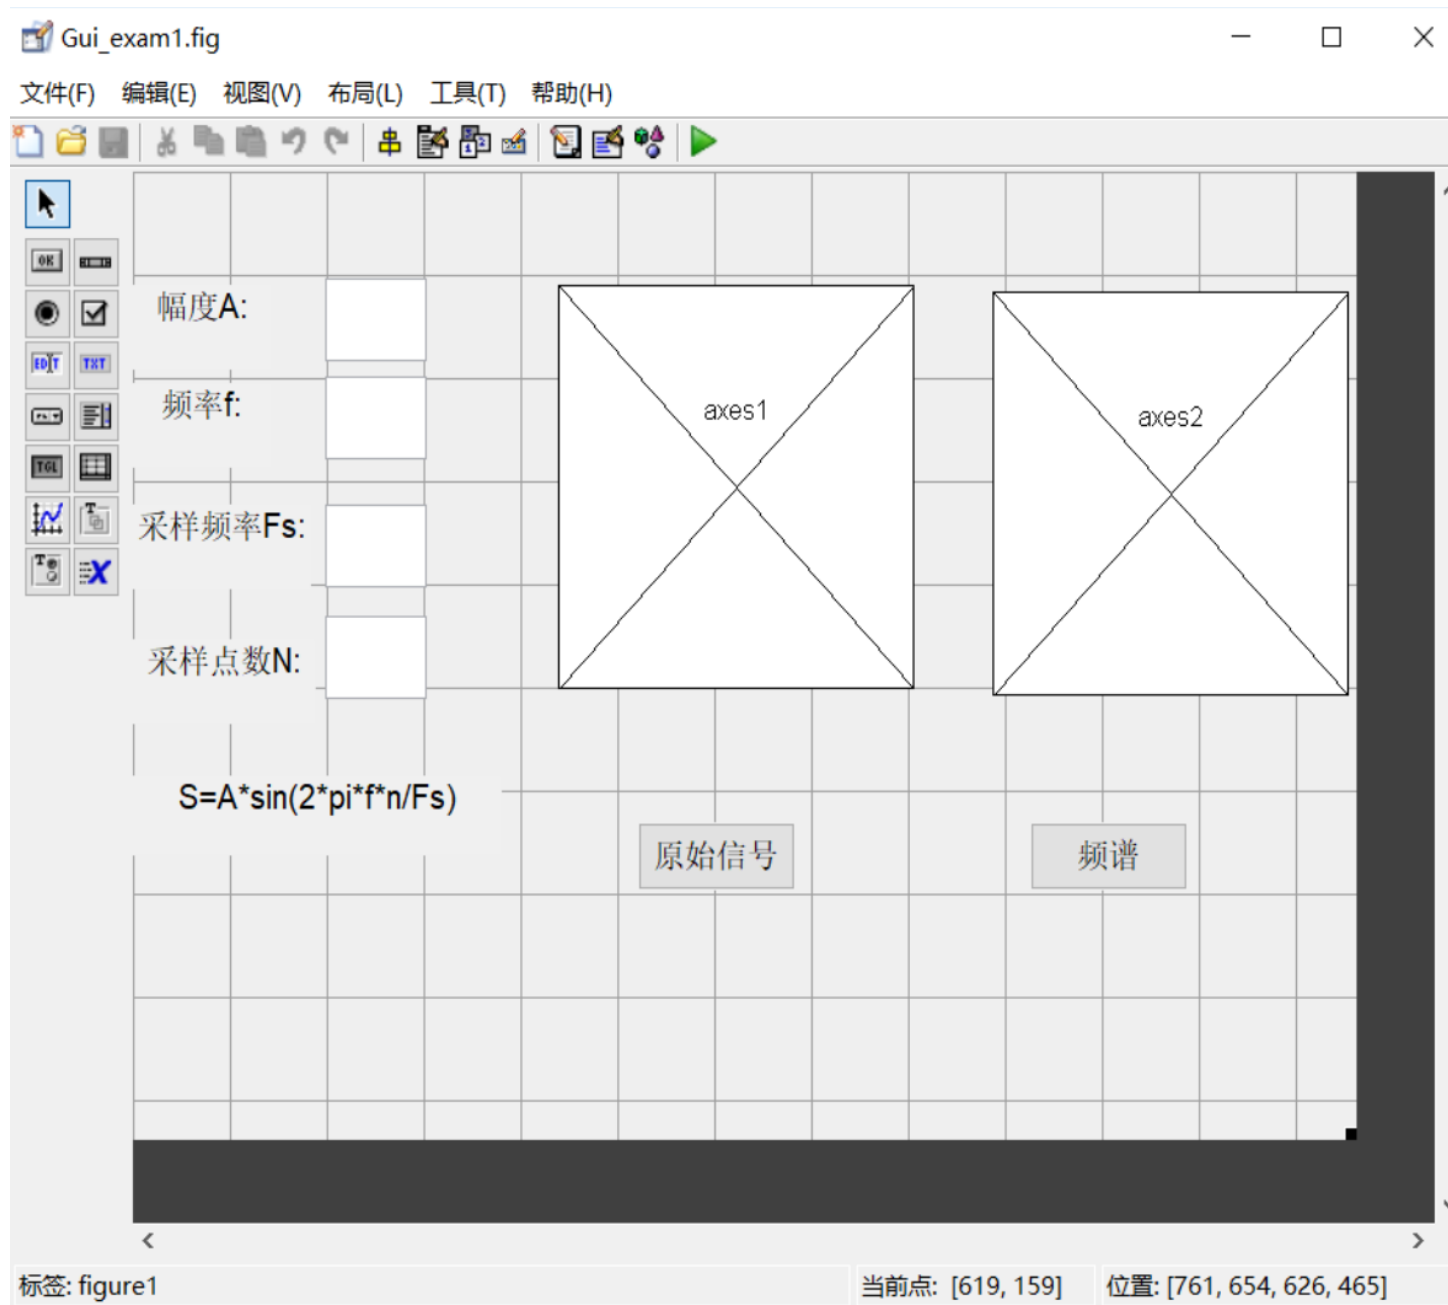 Gui_exam1.fig
文件(F) 编辑(E) 视图(V) 布局(L) 工具(T) 帮助(H)
OK
EDIT TXT
TGL
幅度A:
频率f:
采样频率Fs:
采样点数N:
S=A*sin(2*pi*f*n/Fs)
axes1
axes2
原始信号
频谱
标签: figure1
当前点: [619, 159]
位置: [761, 654, 626, 465]